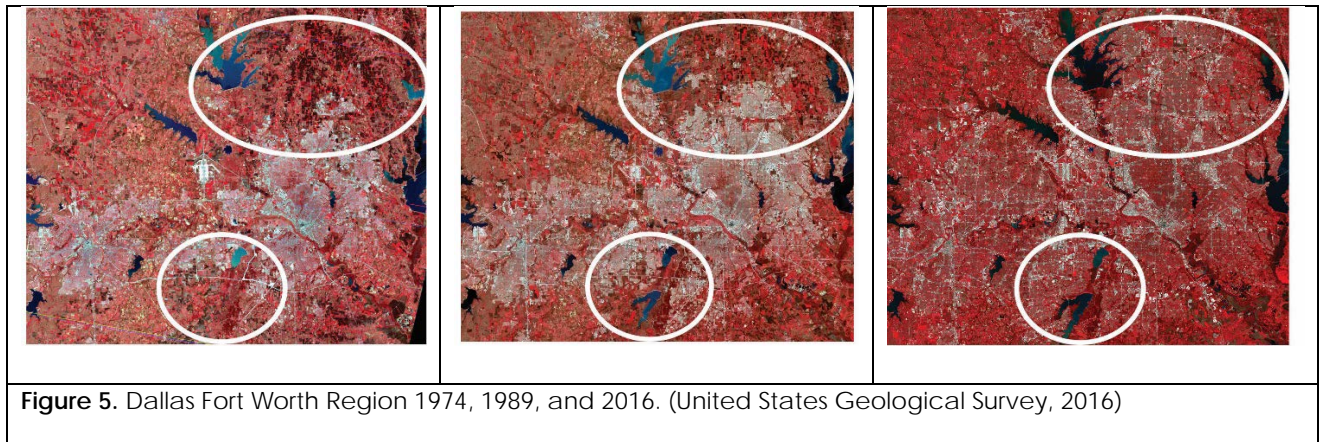 Figure 5. Dallas Fort Worth Region 1974, 1989, and 2016. (United States Geological Survey, 2016)